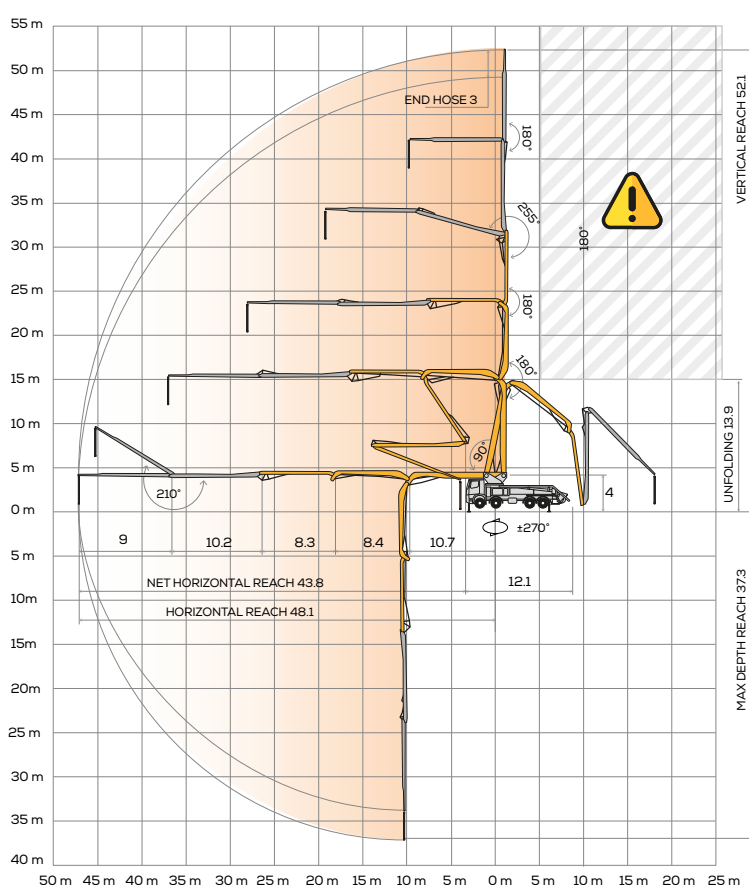 55 m
50 m
45 m
40 m
35 m
30 m
25 m
20 m
15 m
10 m
5 m
0 m
5 m
10m
15m
20m
25m
30 m
35 m
40 m
50 m 45 m 40 m 35 m 30 m 25 m 20 m 15 m 10 m 5 m 0 m 5 m 10 m 15 m 20 m 25 m
END HOSE 3
180°
255°
180°
180°
180°
90°
210°
±270°
4
9 10.2 8.3 8.4 10.7
12.1
NET HORIZONTAL REACH 43.8
HORIZONTAL REACH 48.1
VERTICAL REACH 52.1
UNFOLDING 13.9
MAX DEPTH REACH 37.3